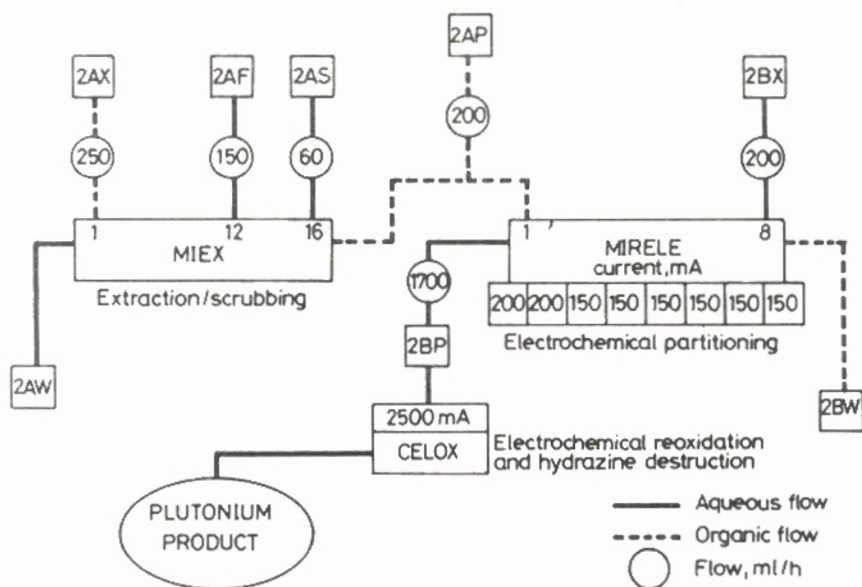 2AP
2AX
2AF
2AS
2BX
200
250
150
60
200
1
12
16
1
8
MIEX
MIRELE
current, mA
1700
200 200 150 150 150 150 150 150
Extraction/scrubbing
Electrochemical partitioning
2BP
2AW
2BW
2500 mA
CELOX
Electrochemical reoxidation
and hydrazine destruction
PLUTONIUM
PRODUCT
Aqueous flow
Organic flow
Flow, ml/h